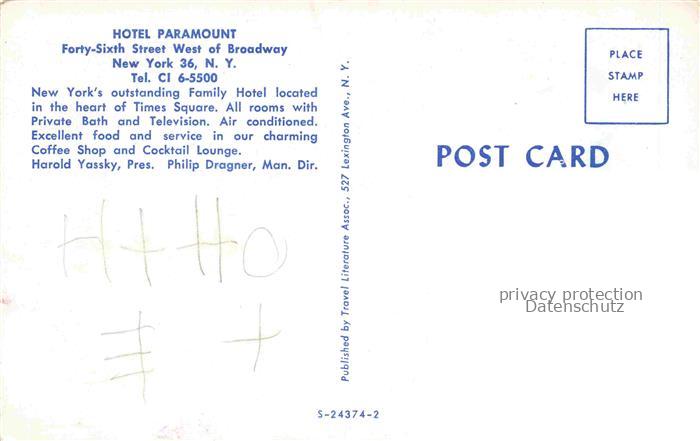 HOTEL PARAMOUNT
Forty-Sixth Street West of Broadway
New York 36, N. Y.
Tel. CI 6-5500
New York's outstanding Family Hotel located
in the heart of Times Square. All rooms with
Private Bath and Television. Air conditioned.
Excellent food and service in our charming
Coffee Shop and Cocktail Lounge.
Harold Yassky, Pres. Philip Dragner, Man. Dir.
Published by Travel Literature Assoc., 527 Lexington Ave., N. Y.
S-24374-2
PLACE
STAMP
HERE
POST CARD
privacy protection
Datenschutz